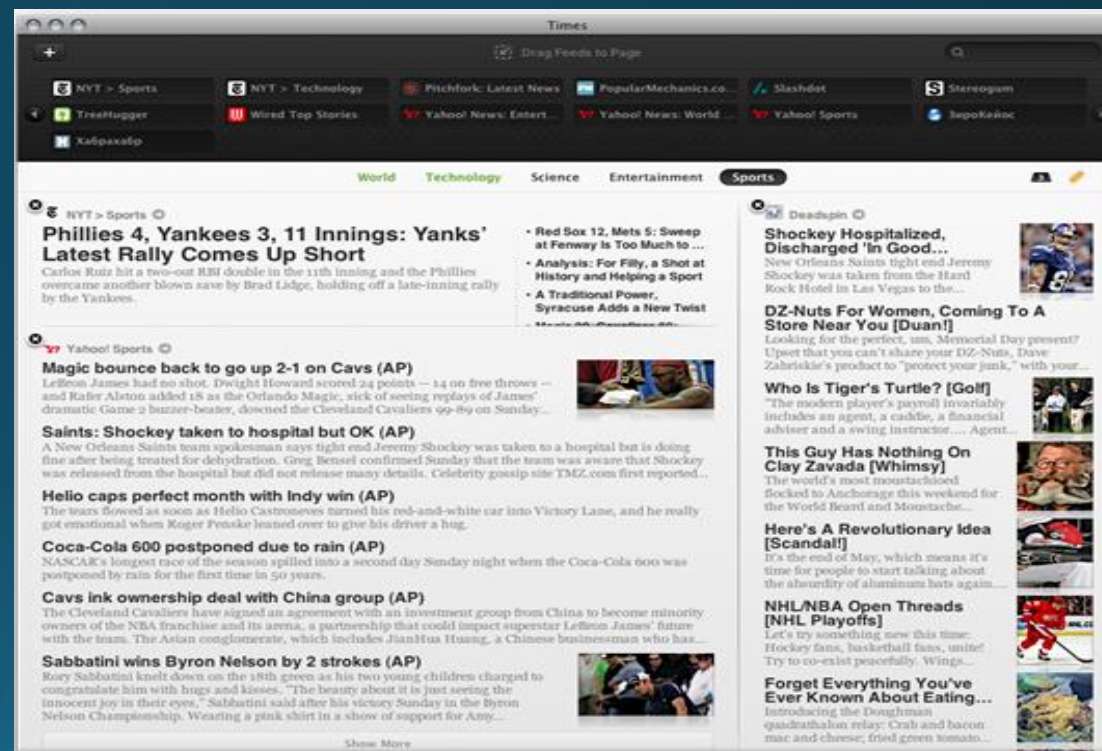 Times
Drag Feeds to Page
NYT > Sports
NYT > Technology
Pitchfork: Latest News
PopularMechanics.co...
Slashdot
Stereogum
TreeHugger
Wired Top Stories
Yahoo! News: Entert...
Yahoo! News: World ...
Yahoo! Sports
ЗироКейос
Хабрахабр
World Technology Science Entertainment Sports
NYT > Sports
Phillies 4, Yankees 3, 11 Innings: Yanks'
Latest Rally Comes Up Short
Carlos Ruiz hit a two-out RBI double in the 11th inning and the Phillies
overcame another blown save by Brad Lidge, holding off a late-inning rally
by the Yankees.
• Red Sox 12, Mets 5: Sweep
at Fenway Is Too Much to ...
• Analysis: For Filly, a Shot at
History and Helping a Sport
• A Traditional Power,
Syracuse Adds a New Twist
Yahoo! Sports
Magic bounce back to go up 2-1 on Cavs (AP)
LeBron James had no shot. Dwight Howard scored 24 points — 14 on free throws —
and Rafer Alston added 18 as the Orlando Magic, sick of seeing replays of James'
dramatic Game 2 buzzer-beater, downed the Cleveland Cavaliers 99-89 on Sunday...
Saints: Shockey taken to hospital but OK (AP)
A New Orleans Saints team spokesman says tight end Jeremy Shockey was taken to a hospital but is doing
fine after being treated for dehydration. Greg Bensel confirmed Sunday that the team was aware that Shockey
was released from the hospital but did not release many details. Celebrity gossip site TMZ.com first reported...
Helio caps perfect month with Indy win (AP)
The tears flowed as soon as Helio Castroneves turned his red-and-white car into Victory Lane, and he really
got emotional when Roger Penske leaned over to give his driver a hug.
Coca-Cola 600 postponed due to rain (AP)
NASCAR's longest race of the season spilled into a second day Sunday night when the Coca-Cola 600 was
postponed by rain for the first time in 50 years.
Cavs ink ownership deal with China group (AP)
The Cleveland Cavaliers have signed an agreement with an investment group from China to become minority
owners of the NBA franchise and its arena, a partnership that could impact superstar LeBron James' future
with the team. The Asian conglomerate, which includes JianHua Huang, a Chinese businessman who has...
Sabbatini wins Byron Nelson by 2 strokes (AP)
Rory Sabbatini knelt down on the 18th green as his two young children charged to
congratulate him with hugs and kisses. "The beauty about it is just seeing the
innocent joy in their eyes," Sabbatini said after his victory Sunday in the Byron
Nelson Championship. Wearing a pink shirt in a show of support for Amy...
Show More
Deadspin
Shockey Hospitalized,
Discharged 'In Good...
New Orleans Saints tight end Jeremy
Shockey was taken from the Hard
Rock Hotel in Las Vegas to the...
DZ-Nuts For Women, Coming To A
Store Near You [Duan!]
Looking for the perfect, um, Memorial Day present?
Upset that you can't share your DZ-Nuts, Dave
Zabriskie's product to "protect your junk," with your...
Who Is Tiger's Turtle? [Golf]
"The modern player's payroll invariably
includes an agent, a caddie, a financial
adviser and a swing instructor.... Agent...
This Guy Has Nothing On
Clay Zavada [Whimsy]
The world's most moustachioed
flocked to Anchorage this weekend for
the World Beard and Moustache...
Here's A Revolutionary Idea
[Scandal!]
It's the end of May, which means it's
time for people to start talking about
the absurdity of aluminum bats again....
NHL/NBA Open Threads
[NHL Playoffs]
Let's try something new this time:
Hockey fans, basketball fans, unite!
Try to co-exist peacefully. Wings...
Forget Everything You've
Ever Known About Eating...
Introducing the Doughman
quadrathalon relay: Crab and bacon
mac and cheese; fried green tomato...